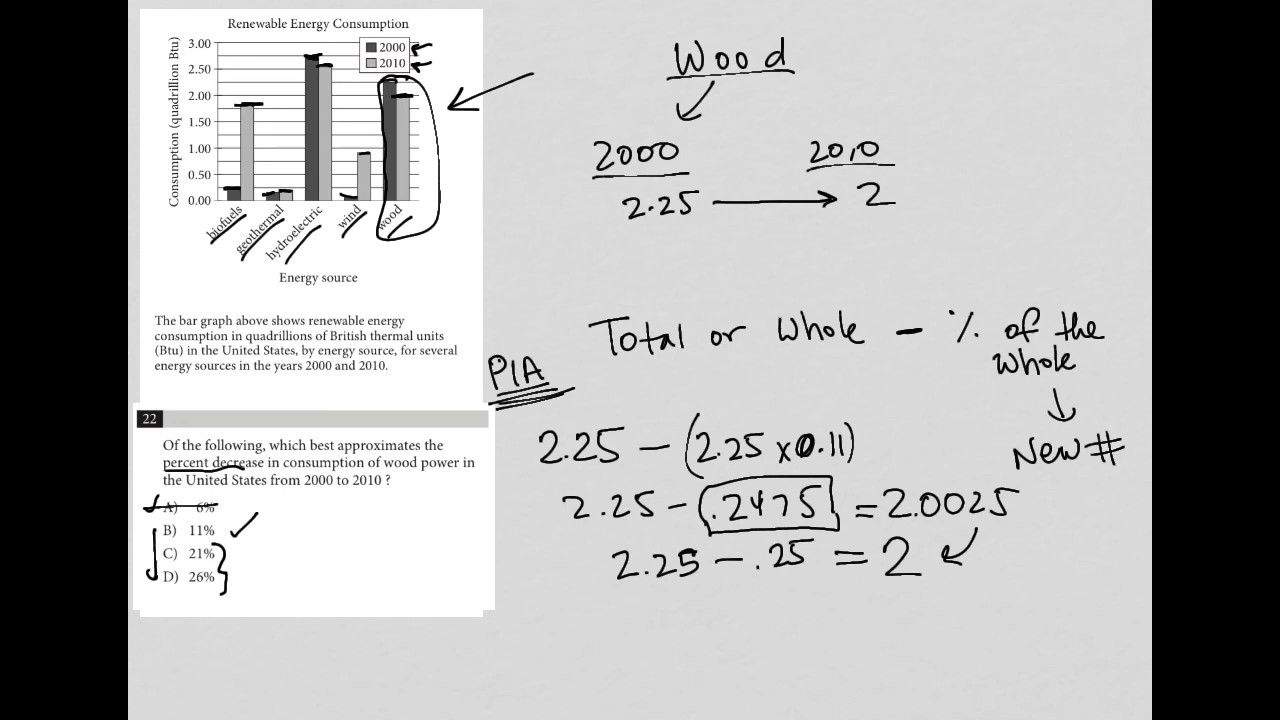 Renewable Energy Consumption
Consumption (quadrillion Btu)
3.00
2.50
2.00
1.50
1.00
0.50
0.00
2000
2010
biofuels
geothermal
hydroelectric
wind
wood
Energy source
The bar graph above shows renewable energy
consumption in quadrillions of British thermal units
(Btu) in the United States, by energy source, for several
energy sources in the years 2000 and 2010.
22
Of the following, which best approximates the
percent decrease in consumption of wood power in
the United States from 2000 to 2010 ?
A) 6%
B) 11%
C) 21%
D) 26%
Wood
2000 2010
2.25 → 2
Total or Whole - % of the
Whole
New #
PIA
2.25 - (2.25 x 0.11)
2.25 - (.2475) = 2.0025
2.25 - .25 = 2